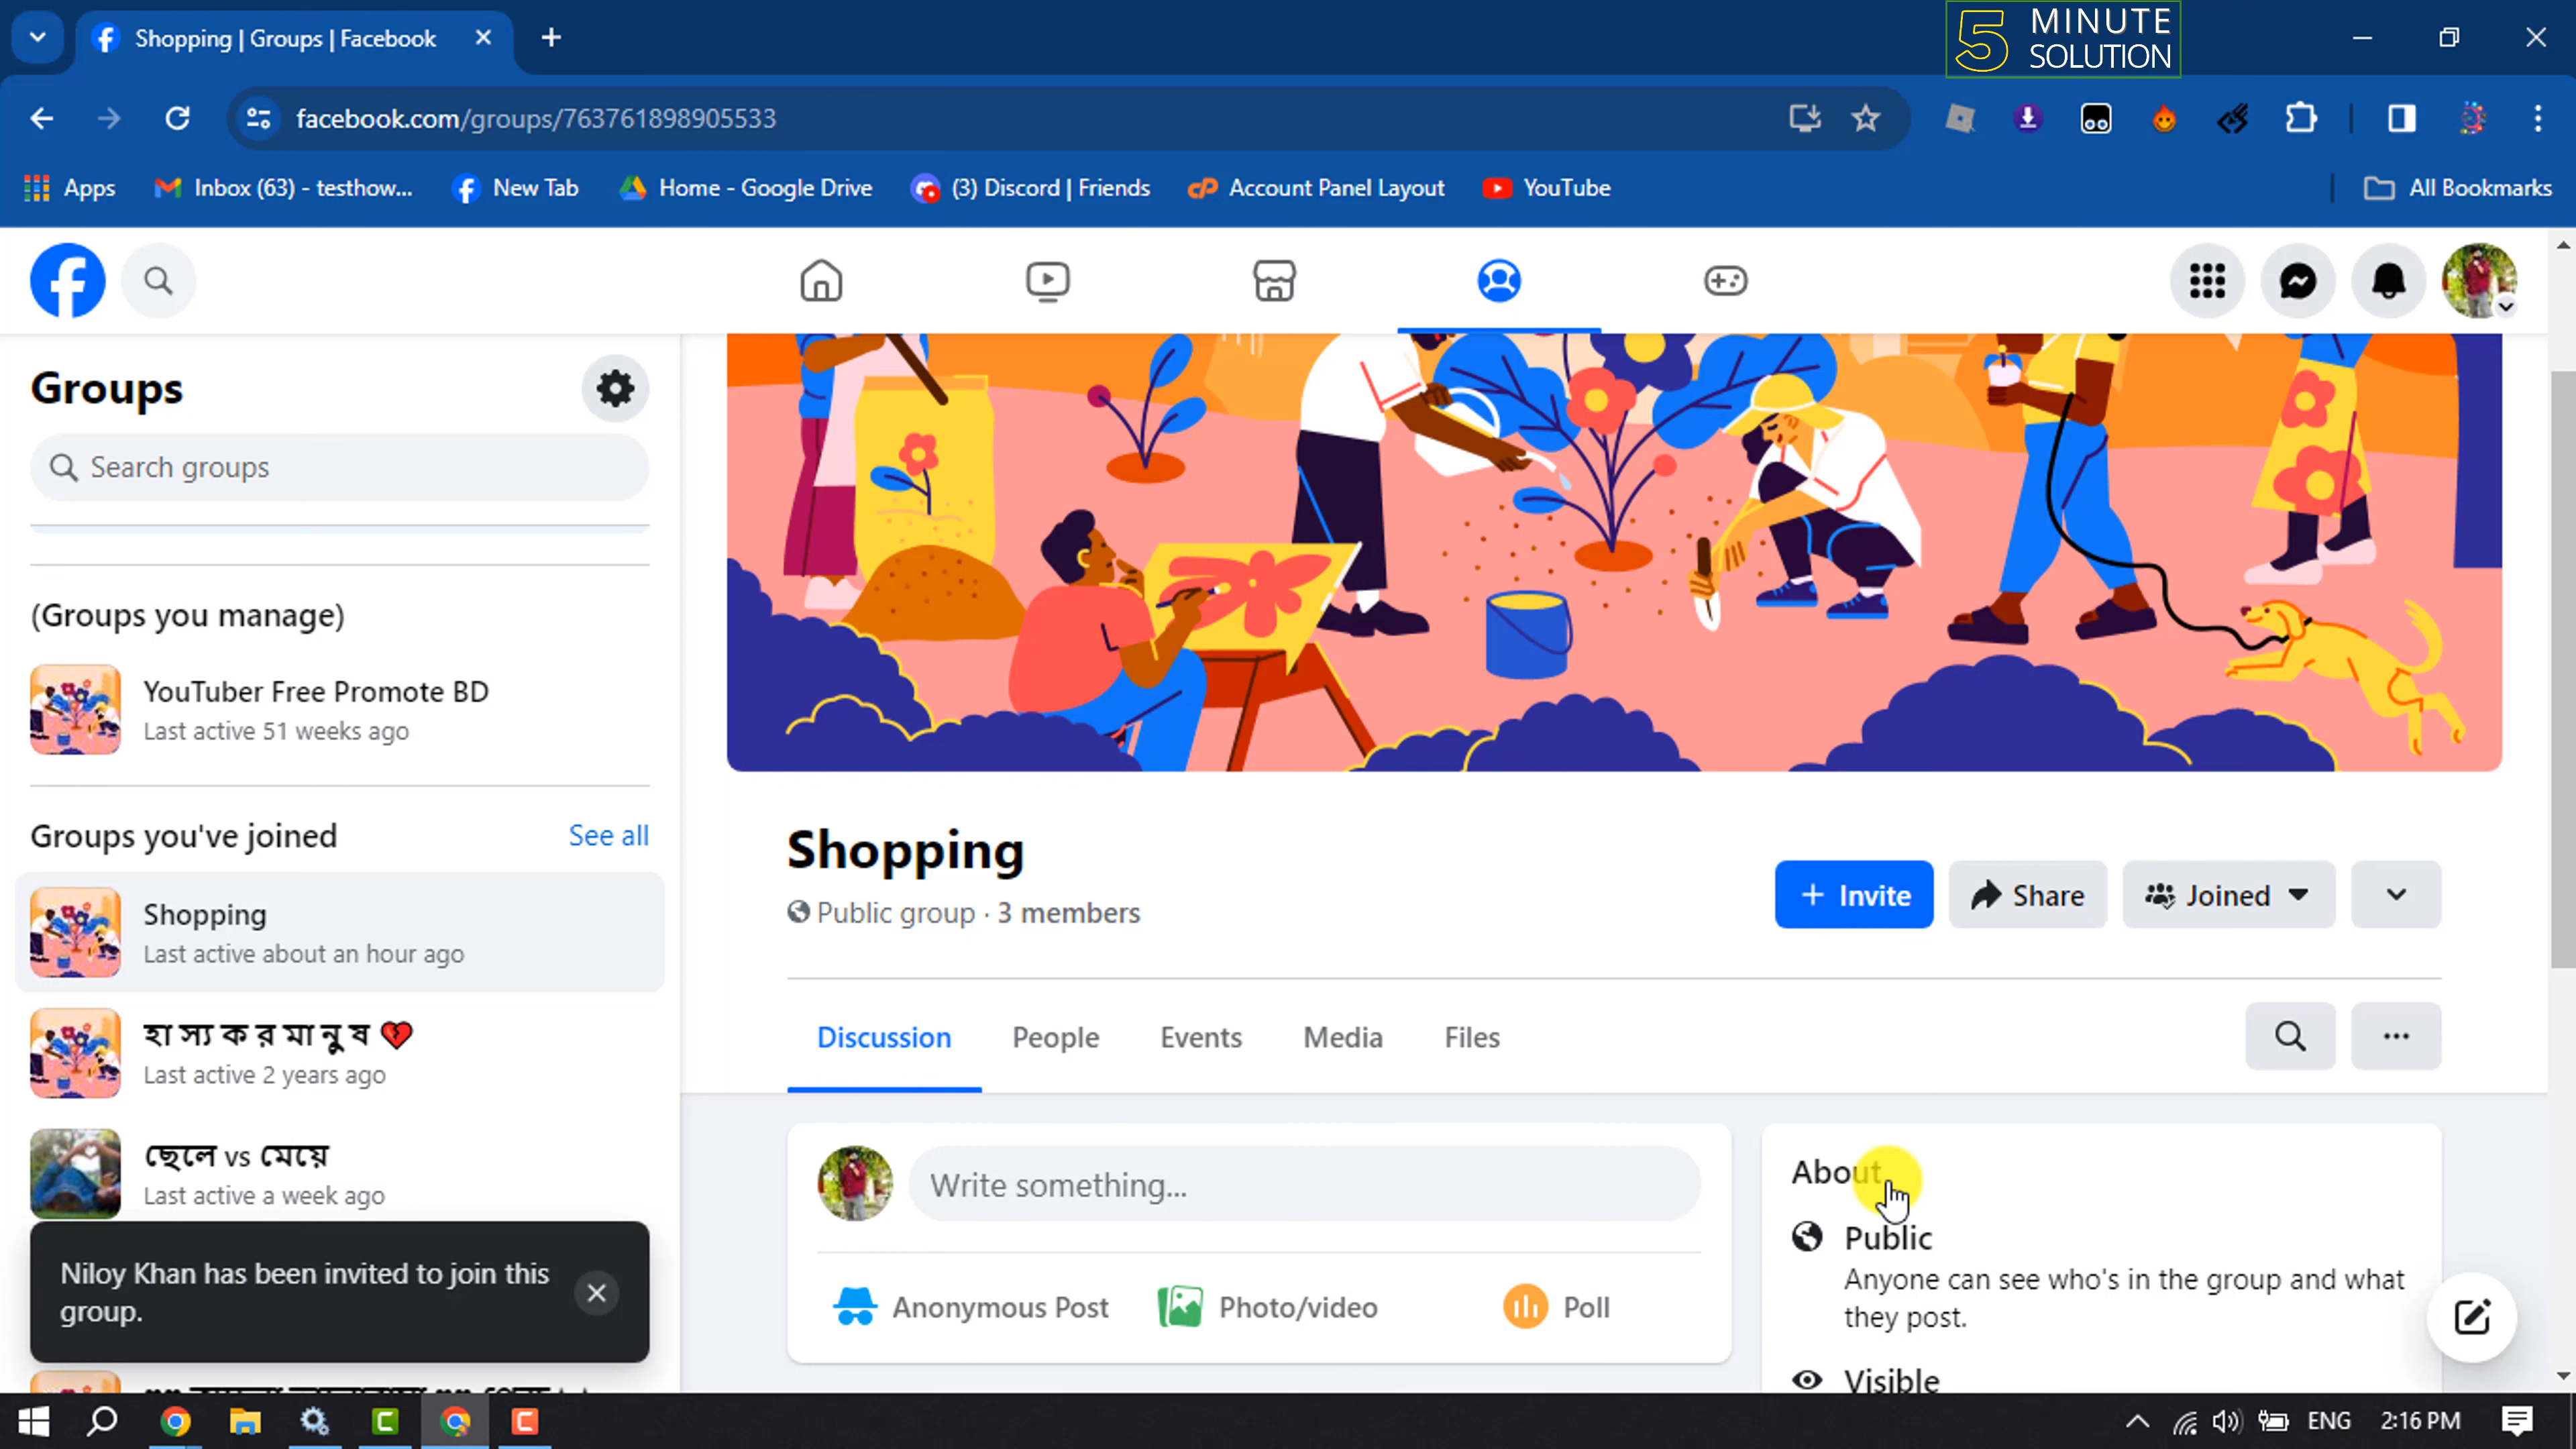 Shopping | Groups | Facebook
5 MINUTE SOLUTION
facebook.com/groups/763761898905533
Apps
Inbox (63) - testhow...
New Tab
Home - Google Drive
(3) Discord | Friends
Account Panel Layout
YouTube
All Bookmarks
Groups
Search groups
(Groups you manage)
YouTuber Free Promote BD
Last active 51 weeks ago
Groups you've joined
See all
Shopping
Last active about an hour ago
হা স্য ক র মা নু ষ 💔
Last active 2 years ago
ছেলে vs মেয়ে
Last active a week ago
Niloy Khan has been invited to join this
group.
Shopping
Public group · 3 members
+ Invite
Share
Joined
Discussion
People
Events
Media
Files
Write something...
Anonymous Post
Photo/video
Poll
About
Public
Anyone can see who's in the group and what
they post.
Visible
ENG
2:16 PM